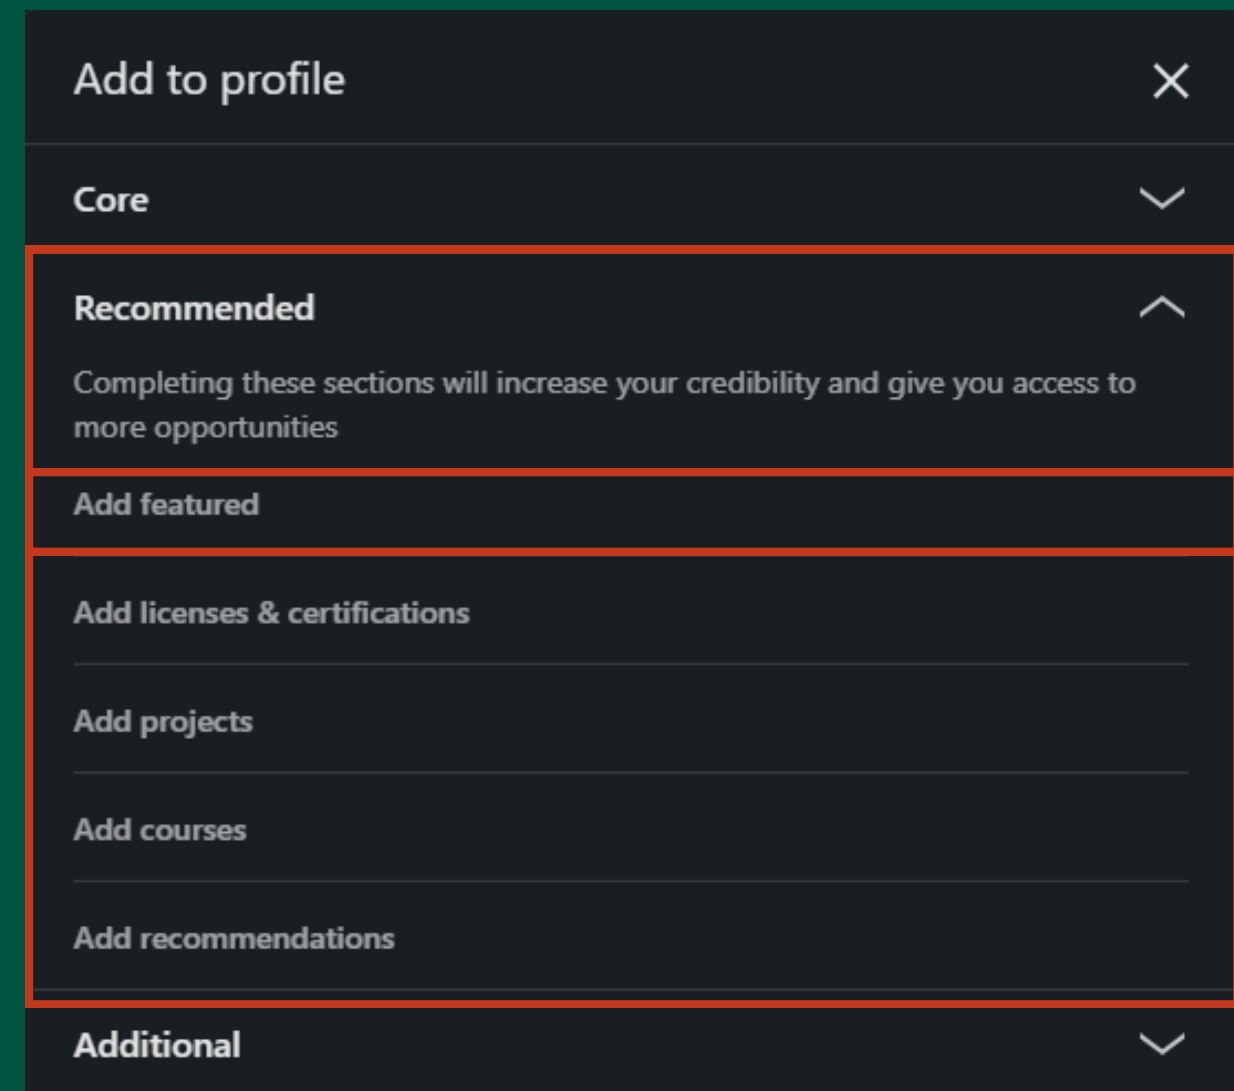 Add to profile
Core
Recommended
Completing these sections will increase your credibility and give you access to
more opportunities
Add featured
Add licenses & certifications
Add projects
Add courses
Add recommendations
Additional